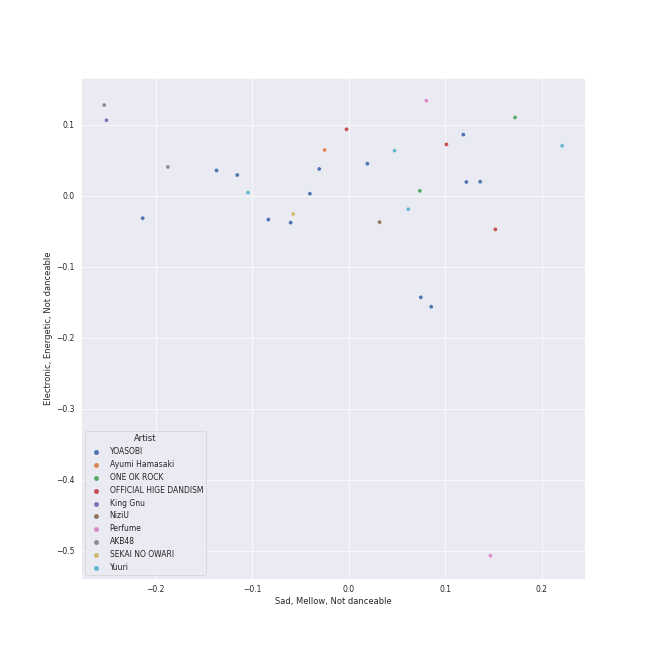 0.1
0.0
−0.1
−0.2
−0.3
−0.4
−0.5
Electronic, Energetic, Not danceable
Artist
YOASOBI
Ayumi Hamasaki
ONE OK ROCK
OFFICIAL HIGE DANDISM
King Gnu
NiziU
Perfume
AKB48
SEKAI NO OWARI
Yuuri
−0.2
−0.1
0.0
0.1
0.2
Sad, Mellow, Not danceable